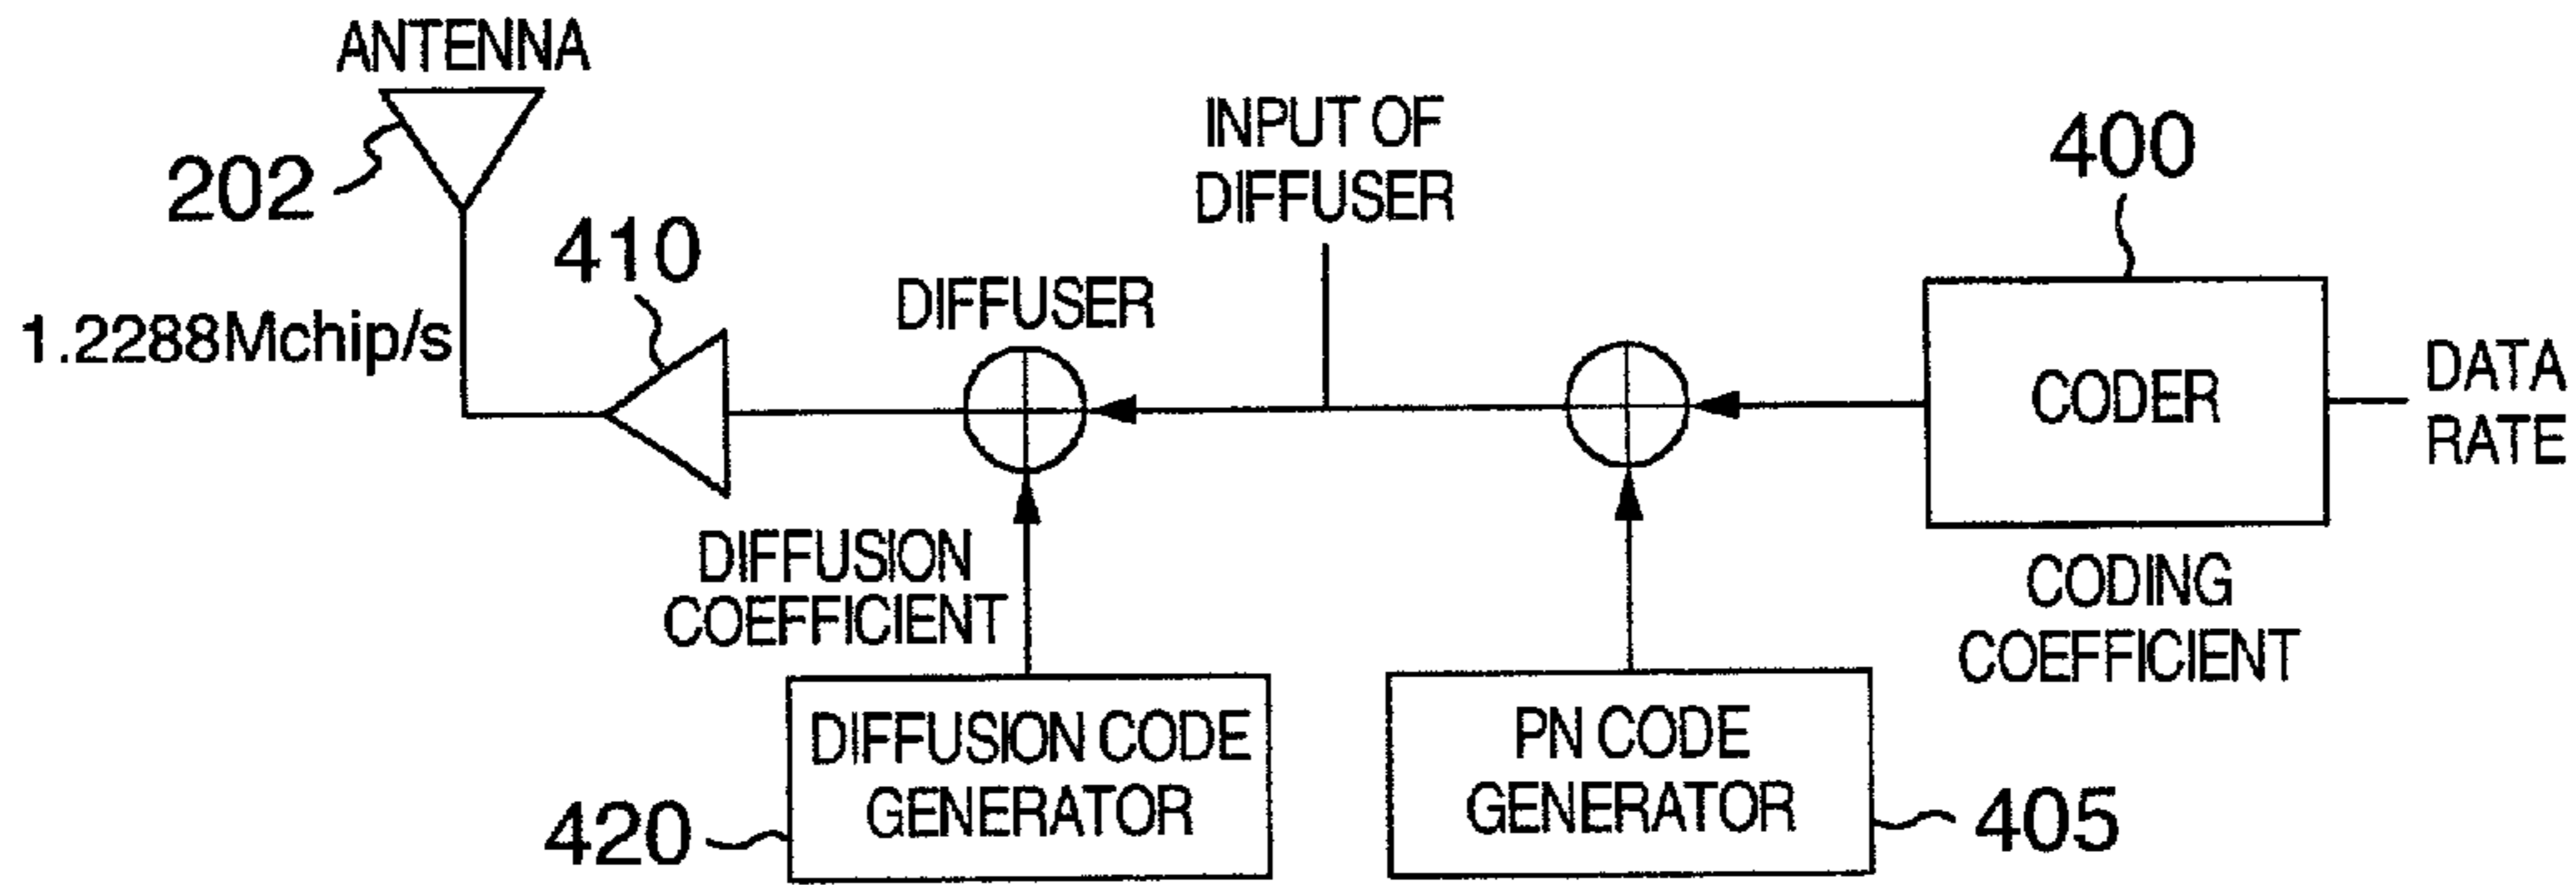 ANTENNA
202
1.2288Mchip/s
410
DIFFUSER
INPUT OF
DIFFUSER
400
CODER
DATA
RATE
CODING
COEFFICIENT
DIFFUSION
COEFFICIENT
DIFFUSION CODE
GENERATOR
420
PN CODE
GENERATOR
405